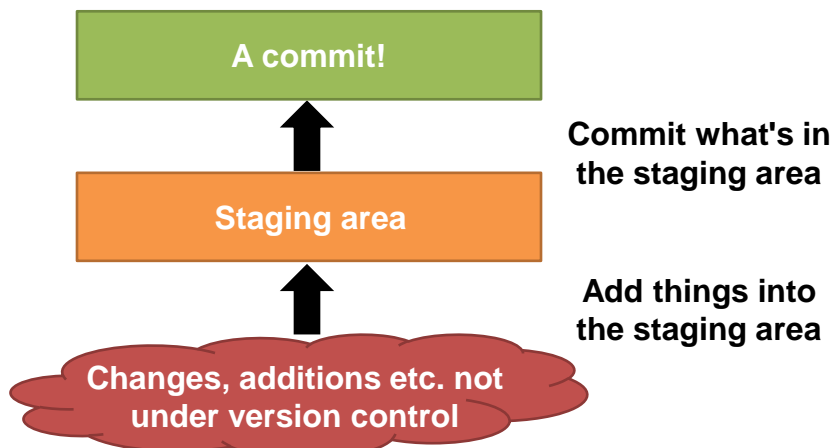 A commit!
Commit what's in
the staging area
Staging area
Add things into
the staging area
Changes, additions etc. not
under version control